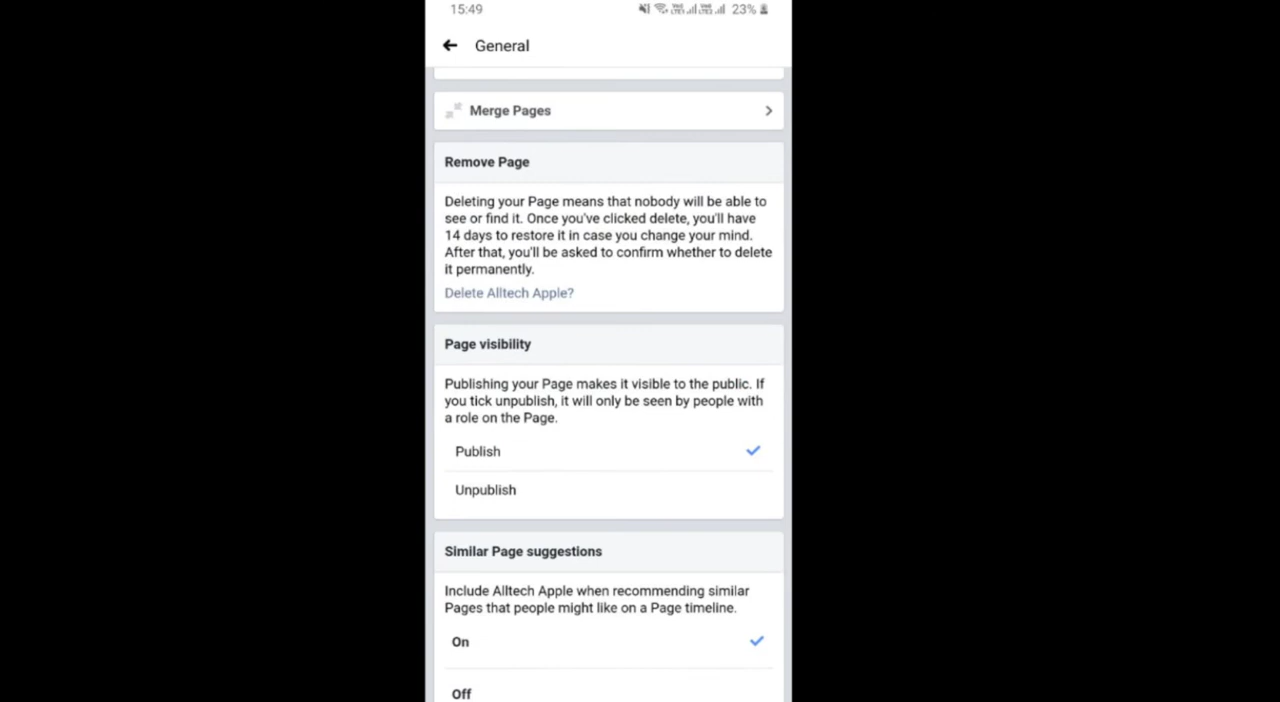 15:49
23%
General
Merge Pages
Remove Page
Deleting your Page means that nobody will be able to
see or find it. Once you've clicked delete, you'll have
14 days to restore it in case you change your mind.
After that, you'll be asked to confirm whether to delete
it permanently.
Delete Alltech Apple?
Page visibility
Publishing your Page makes it visible to the public. If
you tick unpublish, it will only be seen by people with
a role on the Page.
Publish
Unpublish
Similar Page suggestions
Include Alltech Apple when recommending similar
Pages that people might like on a Page timeline.
On
Off